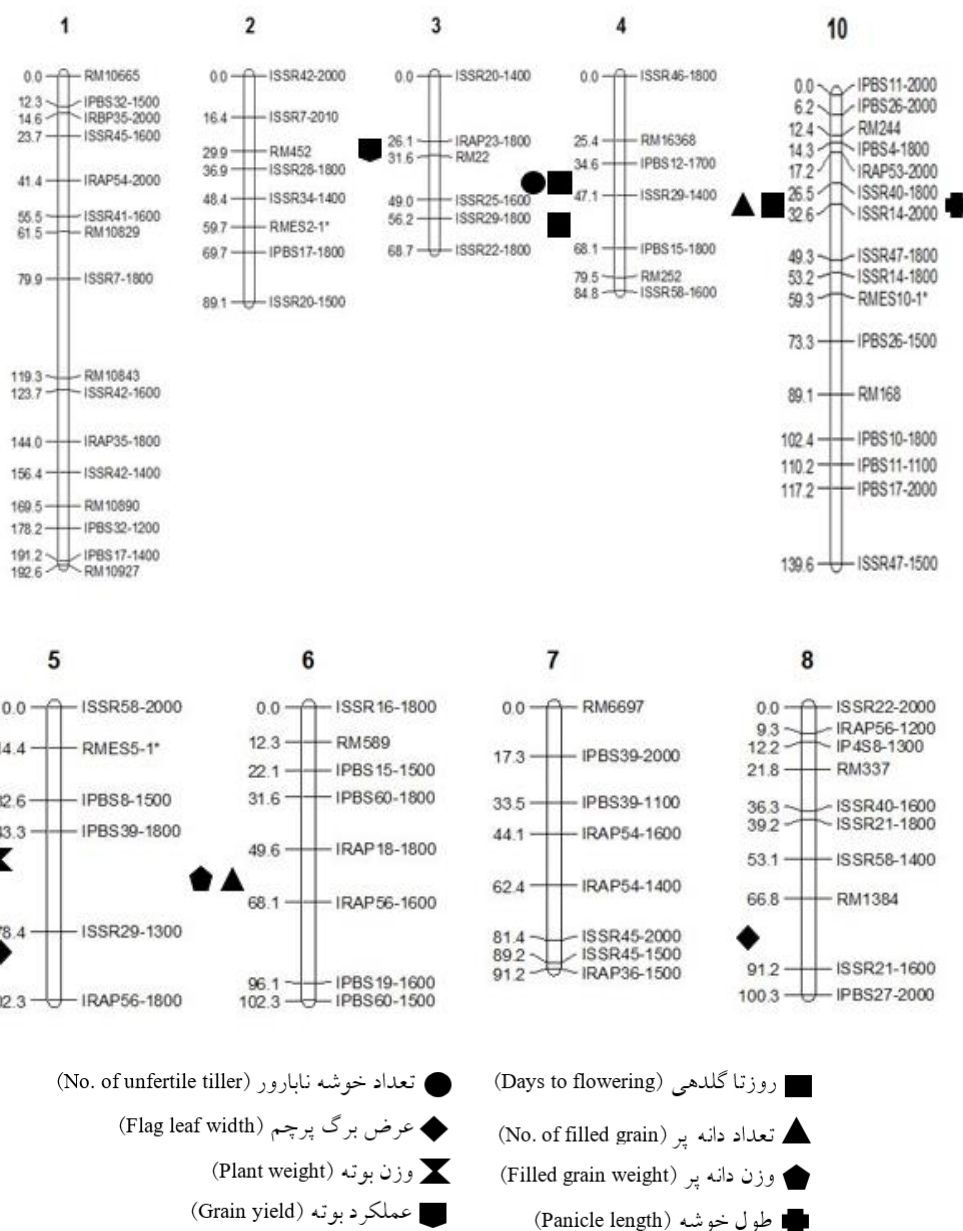 1
0.0 RM10665
12.3 IPBS32-1500
14.6 IRBP35-2000
23.7 ISSR45-1600
41.4 IRAP54-2000
55.5 ISSR41-1600
61.5 RM10829
79.9 ISSR7-1800
119.3 RM10843
123.7 ISSR42-1600
144.0 IRAP35-1800
156.4 ISSR42-1400
169.5 RM10890
178.2 IPBS32-1200
191.2 IPBS17-1400
192.6 RM10927
2
0.0 ISSR42-2000
16.4 ISSR7-2010
29.9 RM452
36.9 ISSR28-1800
48.4 ISSR34-1400
59.7 RMES2-1*
69.7 IPBS17-1800
89.1 ISSR20-1500
3
0.0 ISSR20-1400
26.1 IRAP23-1800
31.6 RM22
49.0 ISSR25-1600
56.2 ISSR29-1800
68.7 ISSR22-1800
4
0.0 ISSR46-1800
25.4 RM16368
34.6 IPBS12-1700
47.1 ISSR29-1400
68.1 IPBS15-1800
79.5 RM252
84.8 ISSR58-1600
10
0.0 IPBS11-2000
6.2 IPBS26-2000
12.4 RM244
14.3 IPBS4-1800
17.2 IRAP53-2000
26.5 ISSR40-1800
32.6 ISSR14-2000
49.3 ISSR47-1800
53.2 ISSR14-1800
59.3 RMES10-1*
73.3 IPBS26-1500
89.1 RM168
102.4 IPBS10-1800
110.2 IPBS11-1100
117.2 IPBS17-2000
139.6 ISSR47-1500
5
0.0 ISSR58-2000
RMES5-1*
IPBS8-1500
IPBS39-1800
ISSR29-1300
IRAP56-1800
6
0.0 ISSR16-1800
12.3 RM589
22.1 IPBS15-1500
31.6 IPBS60-1800
49.6 IRAP18-1800
68.1 IRAP56-1600
96.1 IPBS19-1600
102.3 IPBS60-1500
7
0.0 RM6697
17.3 IPBS39-2000
33.5 IPBS39-1100
44.1 IRAP54-1600
62.4 IRAP54-1400
81.4 ISSR45-2000
89.2 ISSR45-1500
91.2 IRAP36-1500
8
0.0 ISSR22-2000
9.3 IRAP56-1200
12.2 IP4S8-1300
21.8 RM337
36.3 ISSR40-1600
39.2 ISSR21-1800
53.1 ISSR58-1400
66.8 RM1384
91.2 ISSR21-1600
100.3 IPBS27-2000
روزتا گلدهی (Days to flowering)
تعداد دانه پر (No. of filled grain)
وزن دانه پر (Filled grain weight)
طول خوشه (Panicle length)
تعداد خوشه نابارور (No. of unfertile tiller)
عرض برگ پرچم (Flag leaf width)
وزن بوته (Plant weight)
عملکرد بوته (Grain yield)